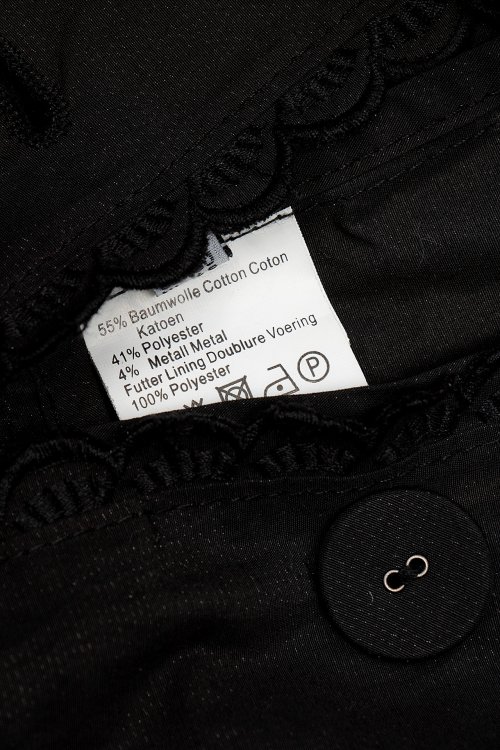 55% Baumwolle Cotton Coton
Katoen
41% Polyester
4% Metall Metal
Futter Lining Doublure Voering
100% Polyester
P